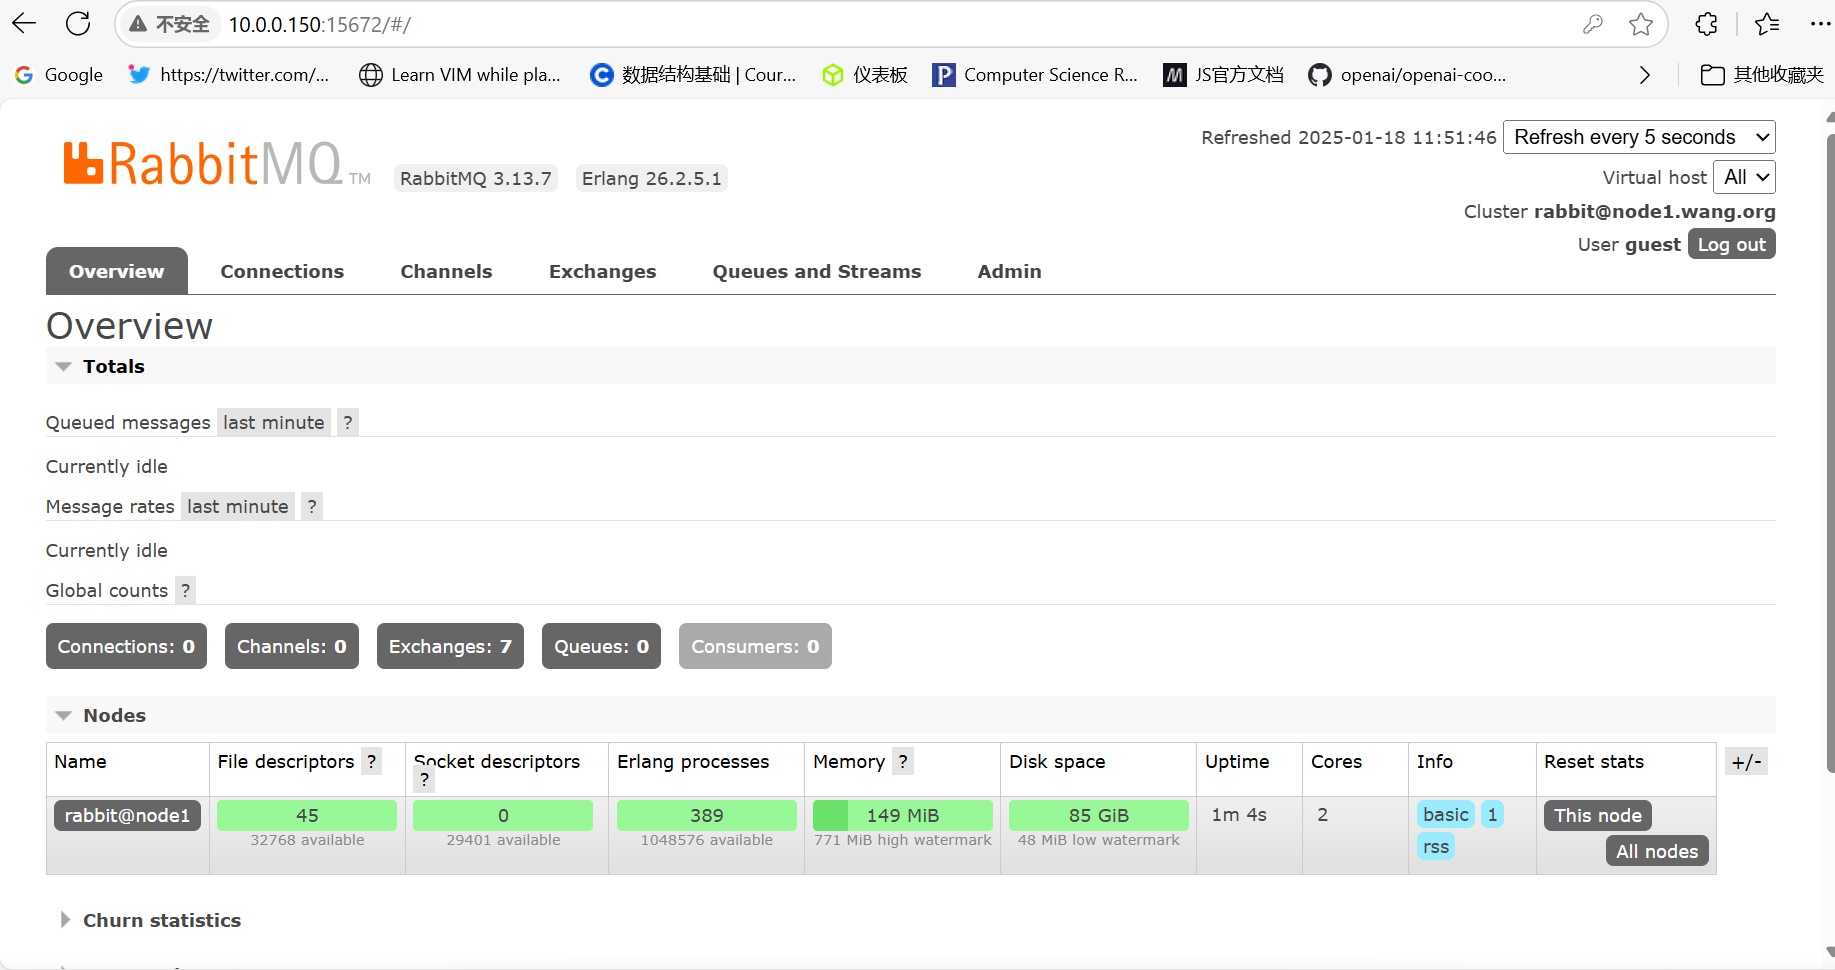 不安全 10.0.0.150:15672/#/
Google https://twitter.com/... Learn VIM while pla... 数据结构基础 | Cour... 仪表板 Computer Science R... JS官方文档 openai/openai-coo... 其他收藏夹
Refreshed 2025-01-18 11:51:46 Refresh every 5 seconds
RabbitMQ TM RabbitMQ 3.13.7 Erlang 26.2.5.1
Virtual host All
Cluster rabbit@node1.wang.org
User guest Log out
Overview Connections Channels Exchanges Queues and Streams Admin
Overview
Totals
Queued messages last minute ?
Currently idle
Message rates last minute ?
Currently idle
Global counts ?
Connections: 0 Channels: 0 Exchanges: 7 Queues: 0 Consumers: 0
Nodes
Name File descriptors ? Socket descriptors ? Erlang processes Memory ? Disk space Uptime Cores Info Reset stats +/-
rabbit@node1 45 0 389 149 MiB 85 GiB 1m 4s 2 basic 1 This node
32768 available 29401 available 1048576 available 771 MiB high watermark 48 MiB low watermark rss All nodes
Churn statistics